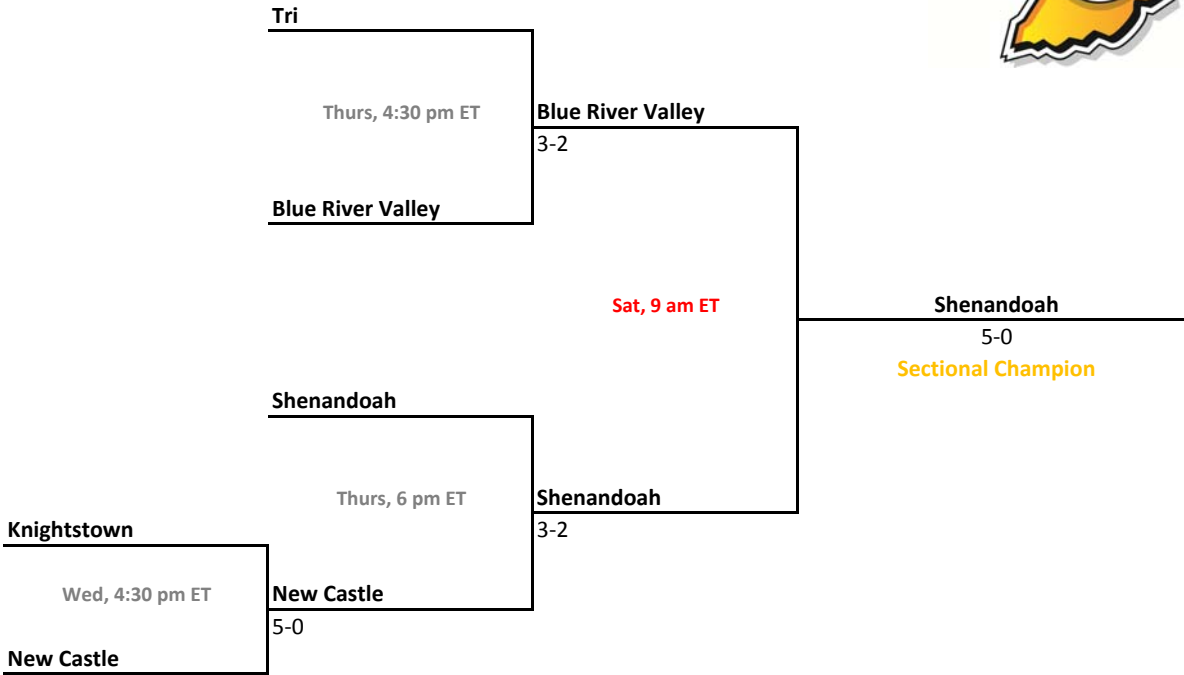 Tri
Thurs, 4:30 pm ET
Blue River Valley
3-2
Blue River Valley
Sat, 9 am ET
Shenandoah
5-0
Sectional Champion
Shenandoah
Thurs, 6 pm ET
Shenandoah
3-2
Knightstown
Wed, 4:30 pm ET
New Castle
5-0
New Castle